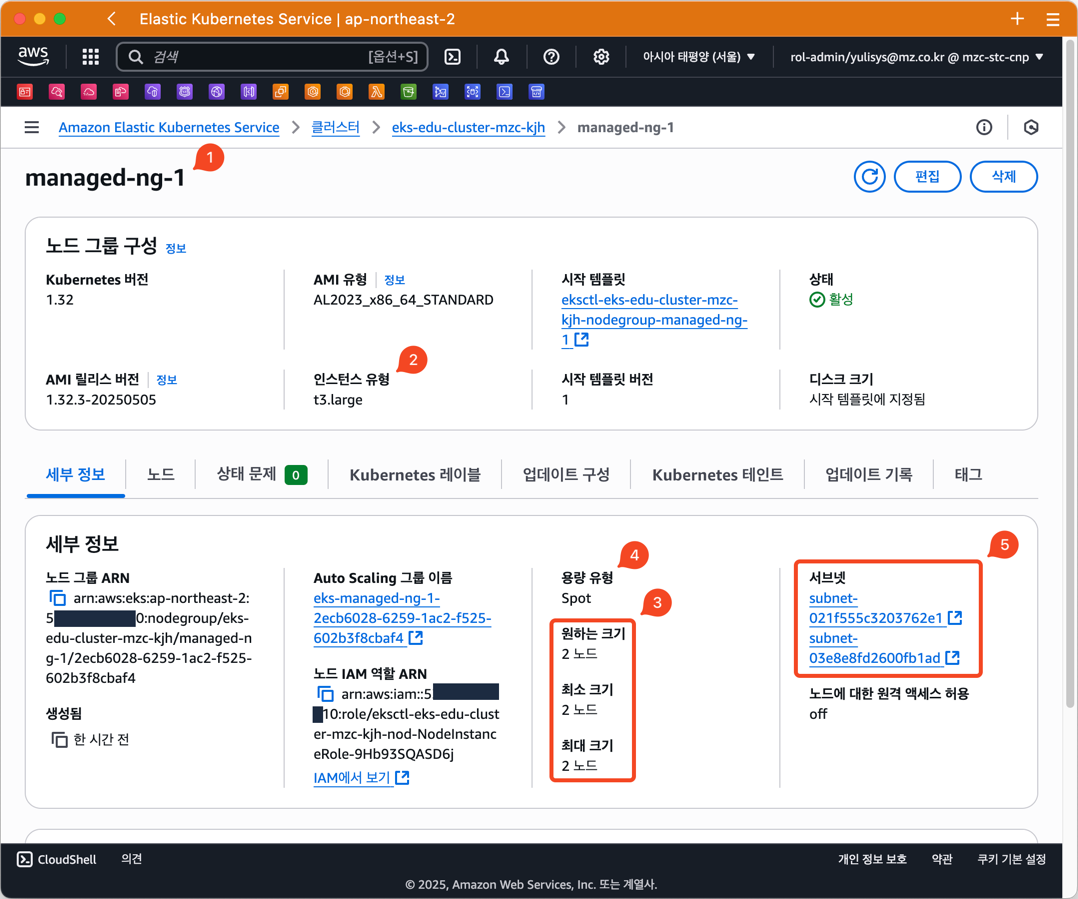 Elastic Kubernetes Service | ap-northeast-2
aws
검색
[옵션+S]
아시아 태평양 (서울) ▼
rol-admin/yulisys@mz.co.kr @ mzc-stc-cnp ▼
Amazon Elastic Kubernetes Service
클러스터
eks-edu-cluster-mzc-kjh
managed-ng-1
1
managed-ng-1
편집
삭제
노드 그룹 구성 정보
Kubernetes 버전
1.32
AMI 유형 정보
AL2023_x86_64_STANDARD
시작 템플릿
eksctl-eks-edu-cluster-mzc-
kjh-nodegroup-managed-ng-
1
상태
활성
AMI 릴리스 버전 정보
1.32.3-20250505
2
인스턴스 유형
t3.large
시작 템플릿 버전
1
디스크 크기
시작 템플릿에 지정됨
세부 정보
노드
상태 문제 0
Kubernetes 레이블
업데이트 구성
Kubernetes 테인트
업데이트 기록
태그
세부 정보
노드 그룹 ARN
arn:aws:eks:ap-northeast-2:
5 0:nodegroup/eks-
edu-cluster-mzc-kjh/managed-n
g-1/2ecb6028-6259-1ac2-f525-
602b3f8cbaf4
생성됨
한 시간 전
Auto Scaling 그룹 이름
eks-managed-ng-1-
2ecb6028-6259-1ac2-f525-
602b3f8cbaf4
노드 IAM 역할 ARN
arn:aws:iam::5
10:role/eksctl-eks-edu-clust
er-mzc-kjh-nod-NodeInstanc
eRole-9Hb93SQASD6j
IAM에서 보기
4
용량 유형
Spot
3
원하는 크기
2 노드
최소 크기
2 노드
최대 크기
2 노드
5
서브넷
subnet-
021f555c3203762e1
subnet-
03e8e8fd2600fb1ad
노드에 대한 원격 액세스 허용
off
CloudShell
의견
개인 정보 보호
약관
쿠키 기본 설정
© 2025, Amazon Web Services, Inc. 또는 계열사.